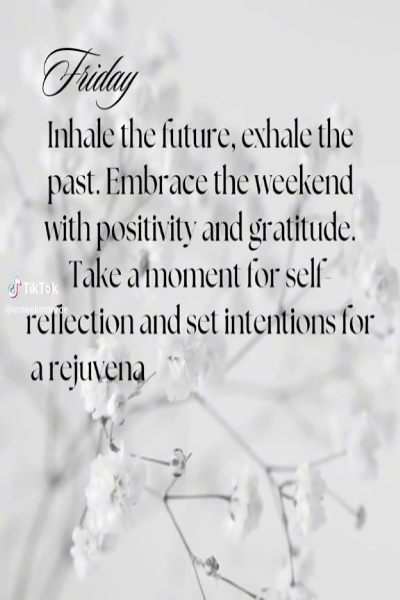 Friday
Inhale the future, exhale the
past. Embrace the weekend
with positivity and gratitude.
Take a moment for self-
reflection and set intentions for
a rejuvena
TikTok